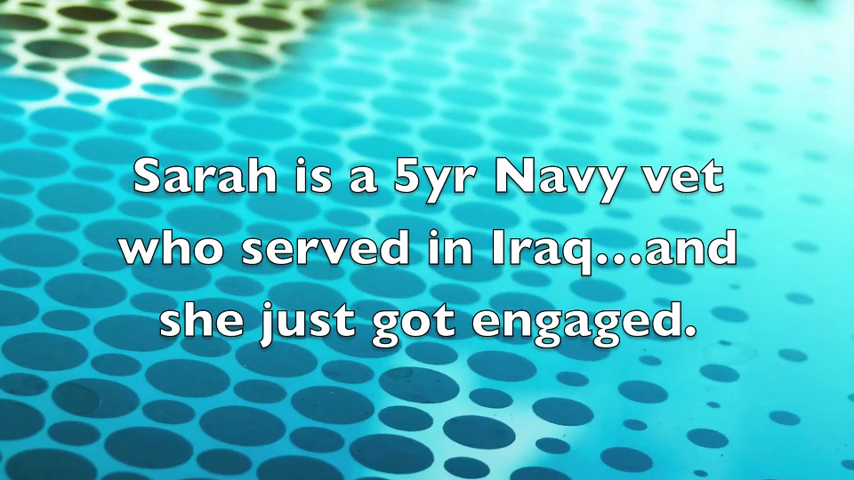 Sarah is a 5yr Navy vet
who served in Iraq...and
she just got engaged.